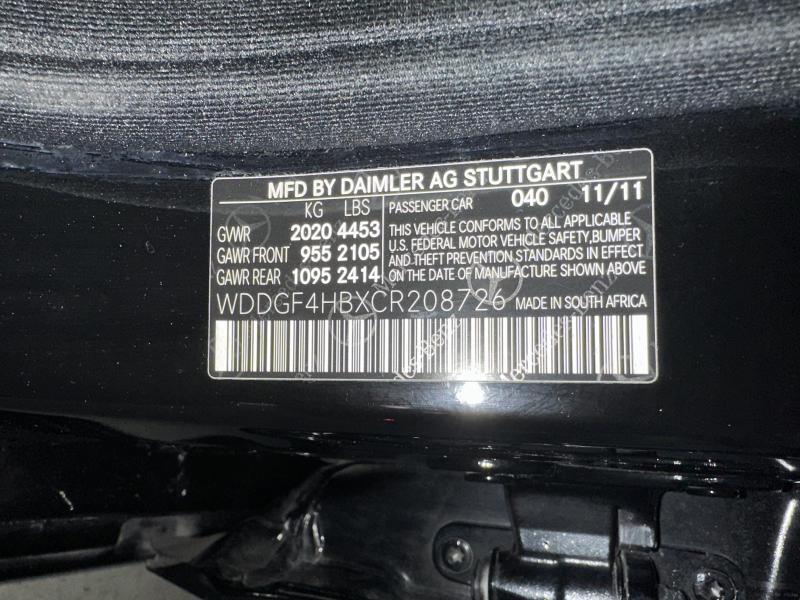 MFD BY DAIMLER AG STUTTGART
KG LBS
GVWR 2020 4453
GAWR FRONT 955 2105
GAWR REAR 1095 2414
PASSENGER CAR 040 11/11
THIS VEHICLE CONFORMS TO ALL APPLICABLE
U.S. FEDERAL MOTOR VEHICLE SAFETY,BUMPER
AND THEFT PREVENTION STANDARDS IN EFFECT
ON THE DATE OF MANUFACTURE SHOWN ABOVE
WDDGF4HBXCR208726 MADE IN SOUTH AFRICA